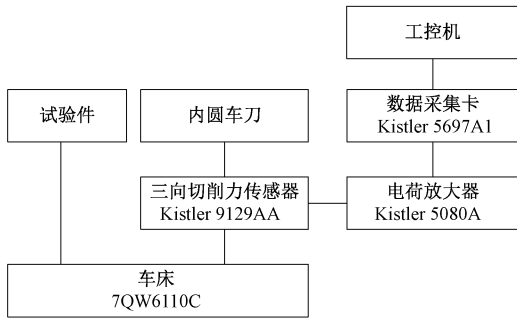 工控机
试验件
内圆车刀
数据采集卡
Kistler 5697A1
三向切削力传感器
Kistler 9129AA
电荷放大器
Kistler 5080A
车床
7QW6110C